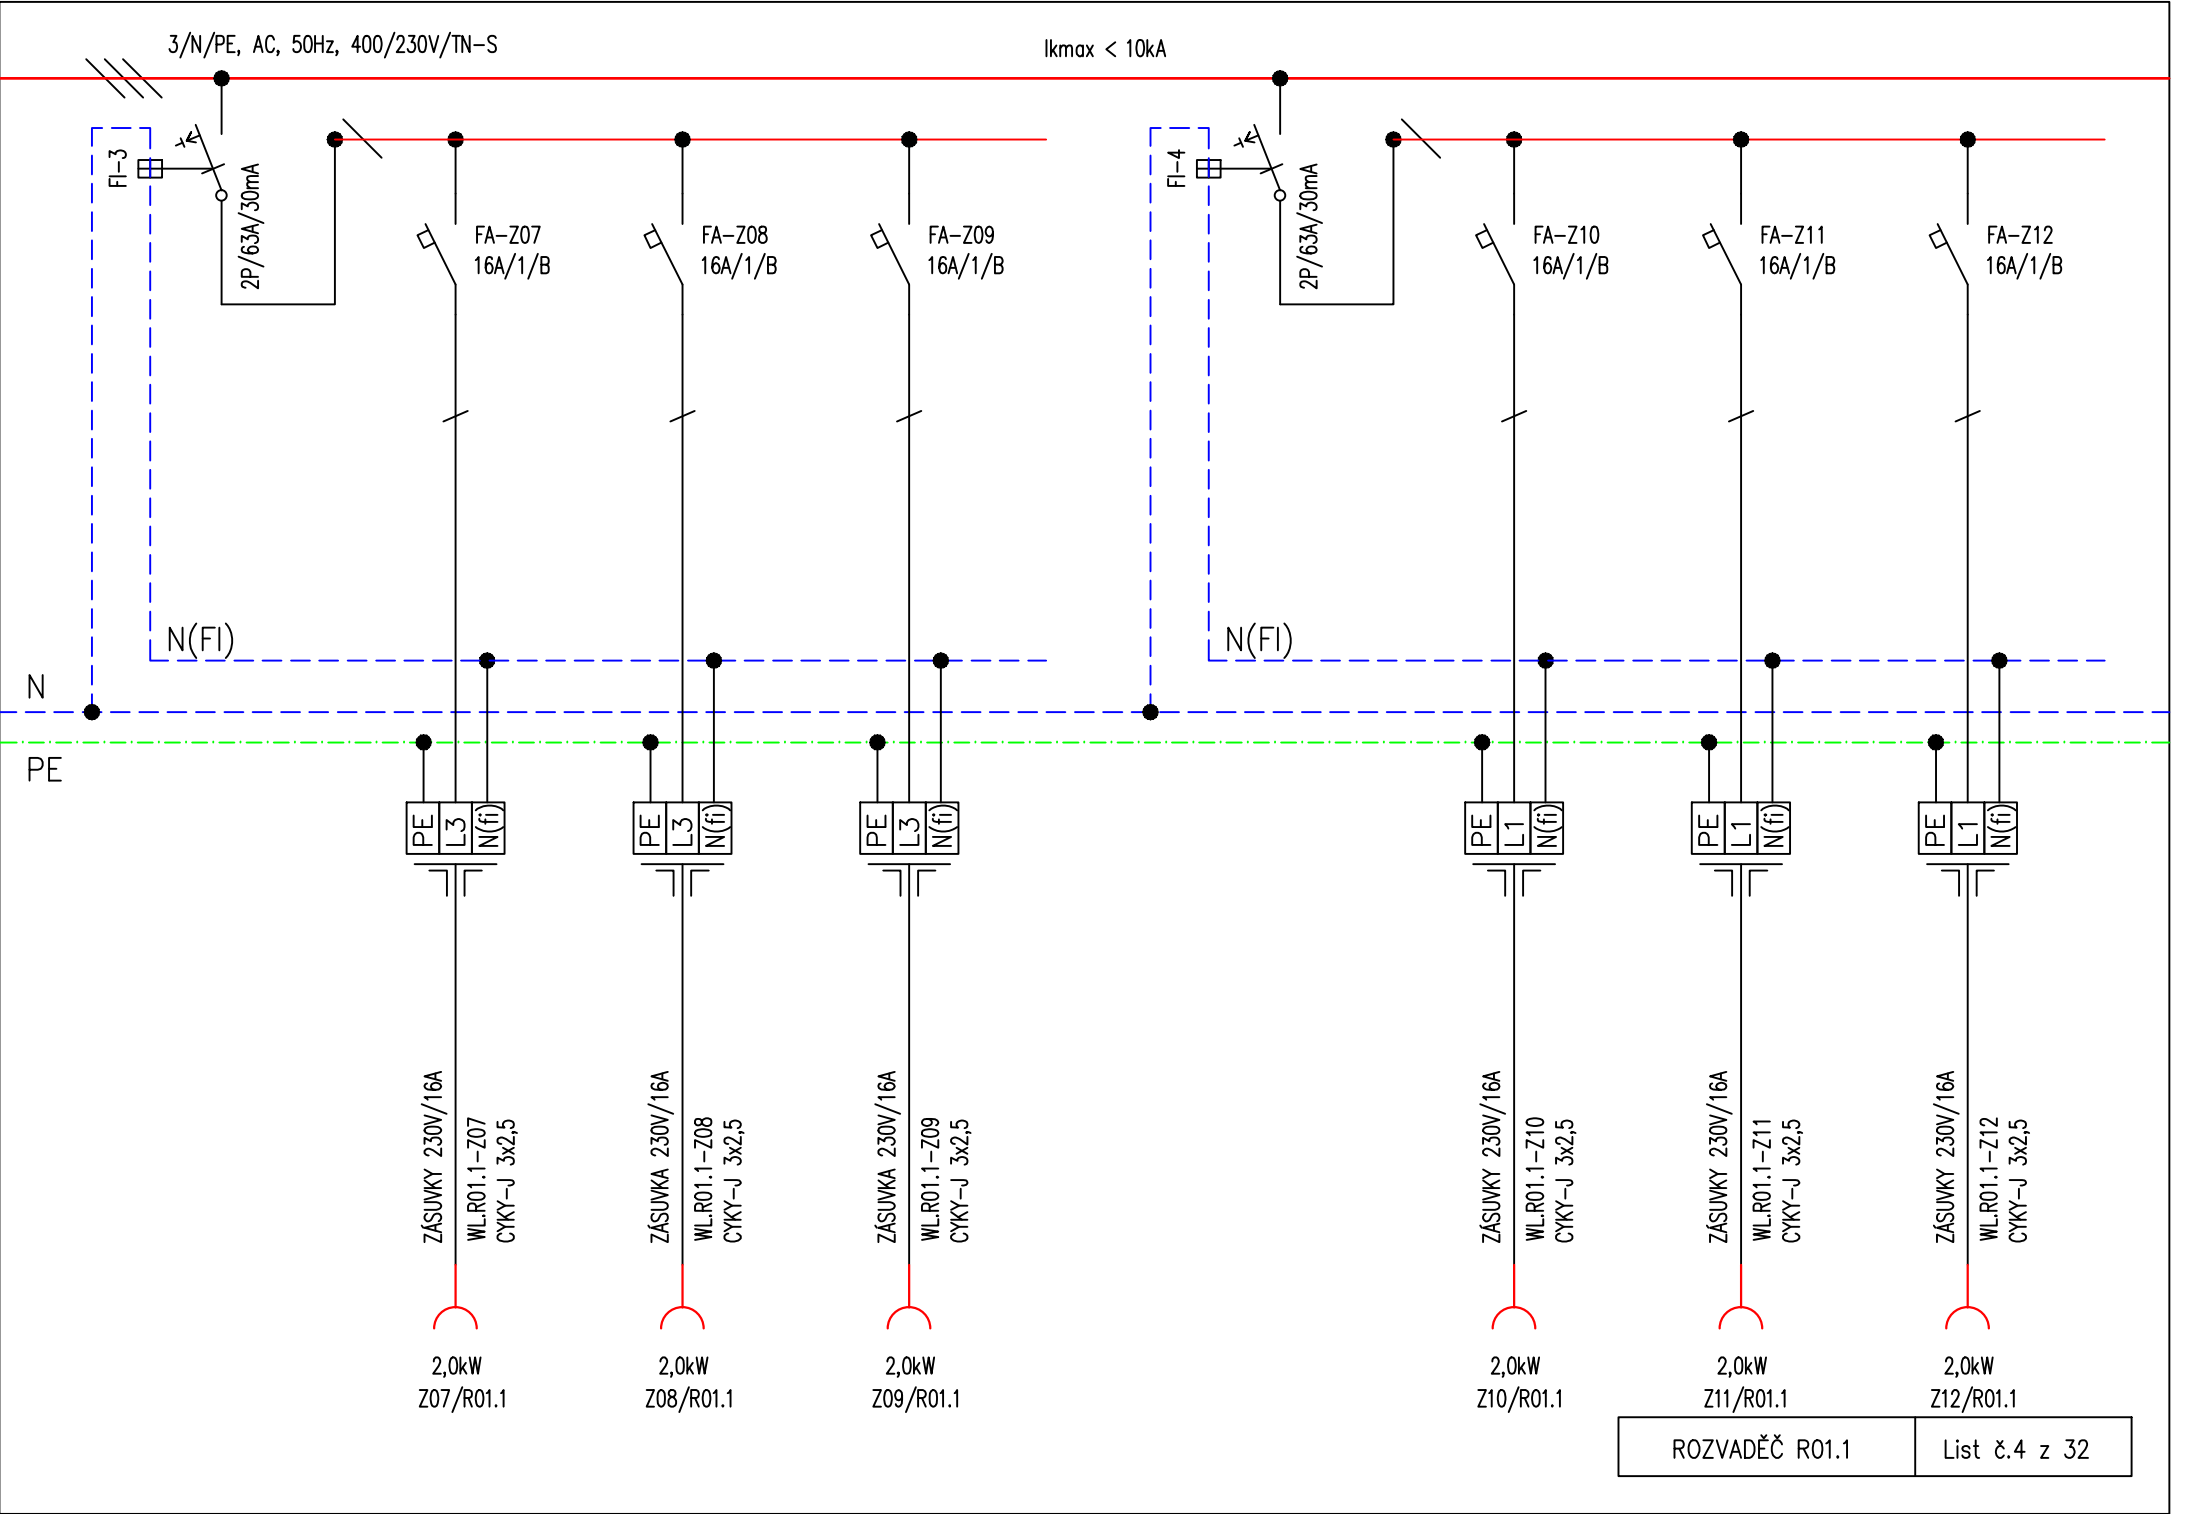 3/N/PE, AC, 50Hz, 400/230V/TN-S
Ikmax < 10kA
FI-3
2P/63A/30mA
FA-Z07
16A/1/B
FA-Z08
16A/1/B
FA-Z09
16A/1/B
FI-4
2P/63A/30mA
FA-Z10
16A/1/B
FA-Z11
16A/1/B
FA-Z12
16A/1/B
N(FI)
N(FI)
N
PE
PE L3 N(fi)
PE L3 N(fi)
PE L3 N(fi)
PE L1 N(fi)
PE L1 N(fi)
PE L1 N(fi)
ZÁSUVKY 230V/16A
WL.R01.1-Z07
CYKY-J 3x2,5
ZÁSUVKA 230V/16A
WL.R01.1-Z08
CYKY-J 3x2,5
ZÁSUVKA 230V/16A
WL.R01.1-Z09
CYKY-J 3x2,5
ZÁSUVKY 230V/16A
WL.R01.1-Z10
CYKY-J 3x2,5
ZÁSUVKY 230V/16A
WL.R01.1-Z11
CYKY-J 3x2,5
ZÁSUVKY 230V/16A
WL.R01.1-Z12
CYKY-J 3x2,5
2,0kW
Z07/R01.1
2,0kW
Z08/R01.1
2,0kW
Z09/R01.1
2,0kW
Z10/R01.1
2,0kW
Z11/R01.1
2,0kW
Z12/R01.1
ROZVADĚČ R01.1
List č.4 z 32